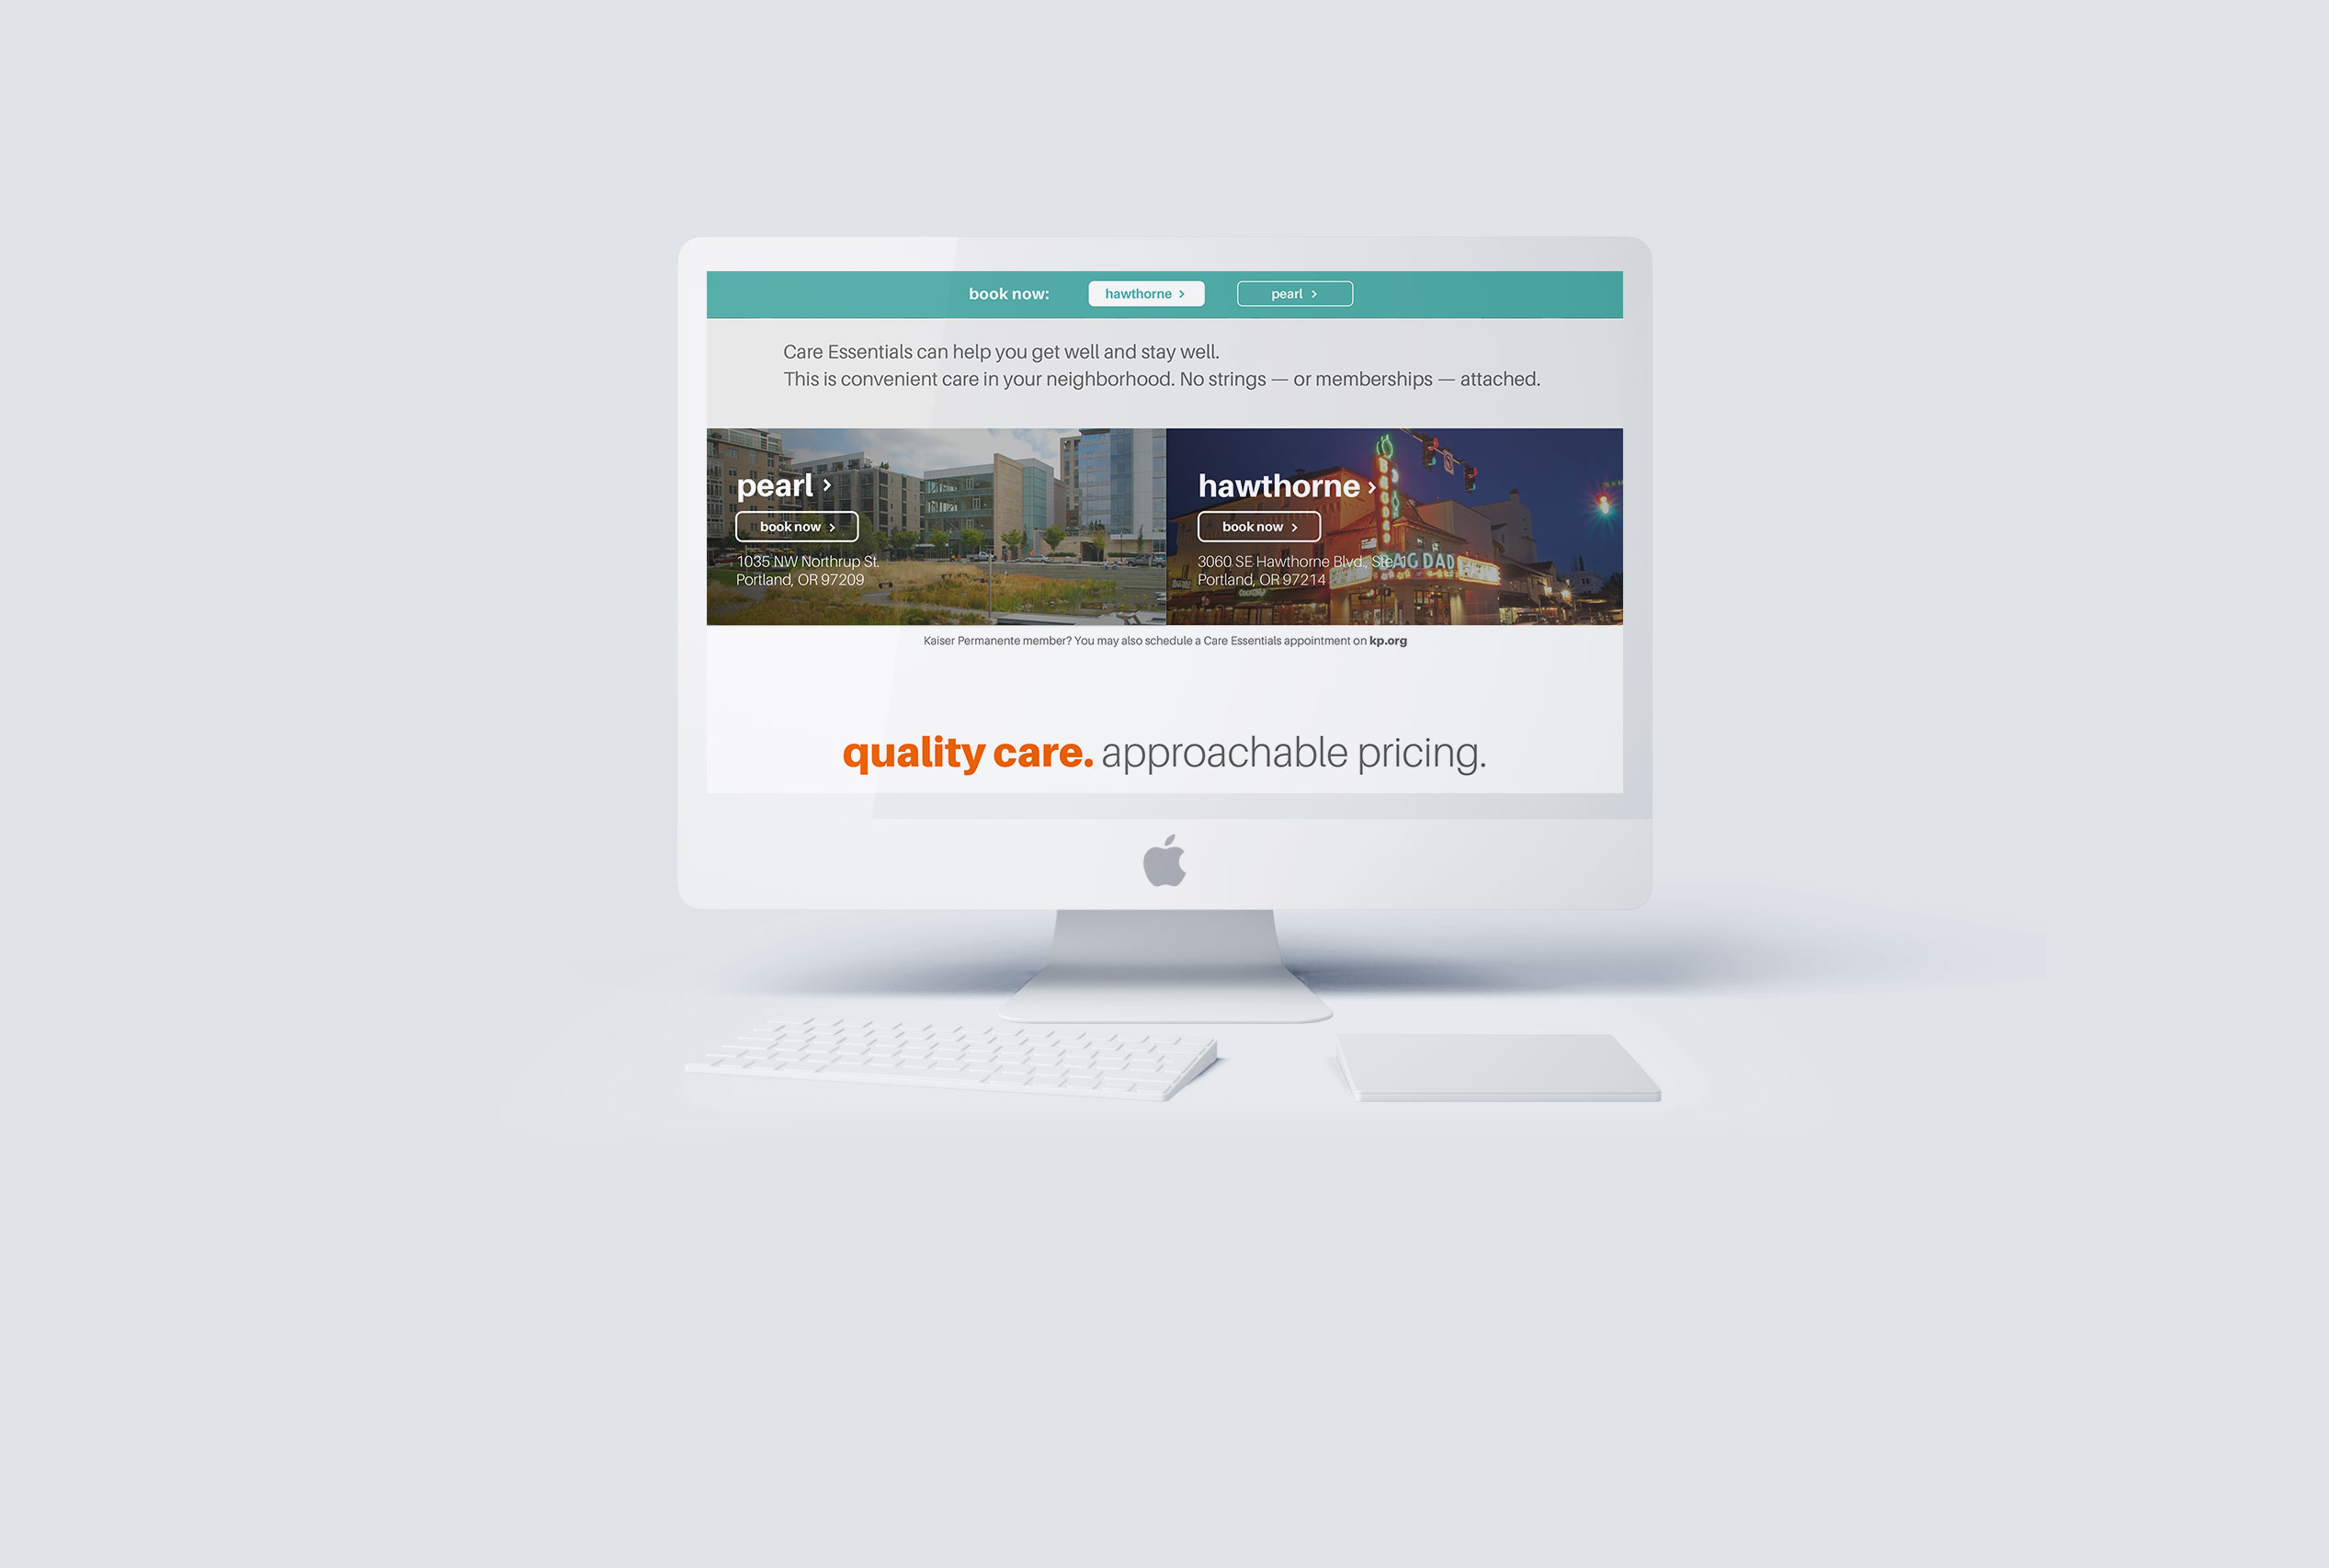 book now: hawthorne > pearl >
Care Essentials can help you get well and stay well.
This is convenient care in your neighborhood. No strings — or memberships — attached.
pearl >
book now >
1035 NW Northrup St.
Portland, OR 97209
hawthorne >
book now >
3060 SE Hawthorne Blvd., Ste. 
Portland, OR 97214
BAGDAD
BAGDAD
Kaiser Permanente member? You may also schedule a Care Essentials appointment on kp.org
quality care. approachable pricing.